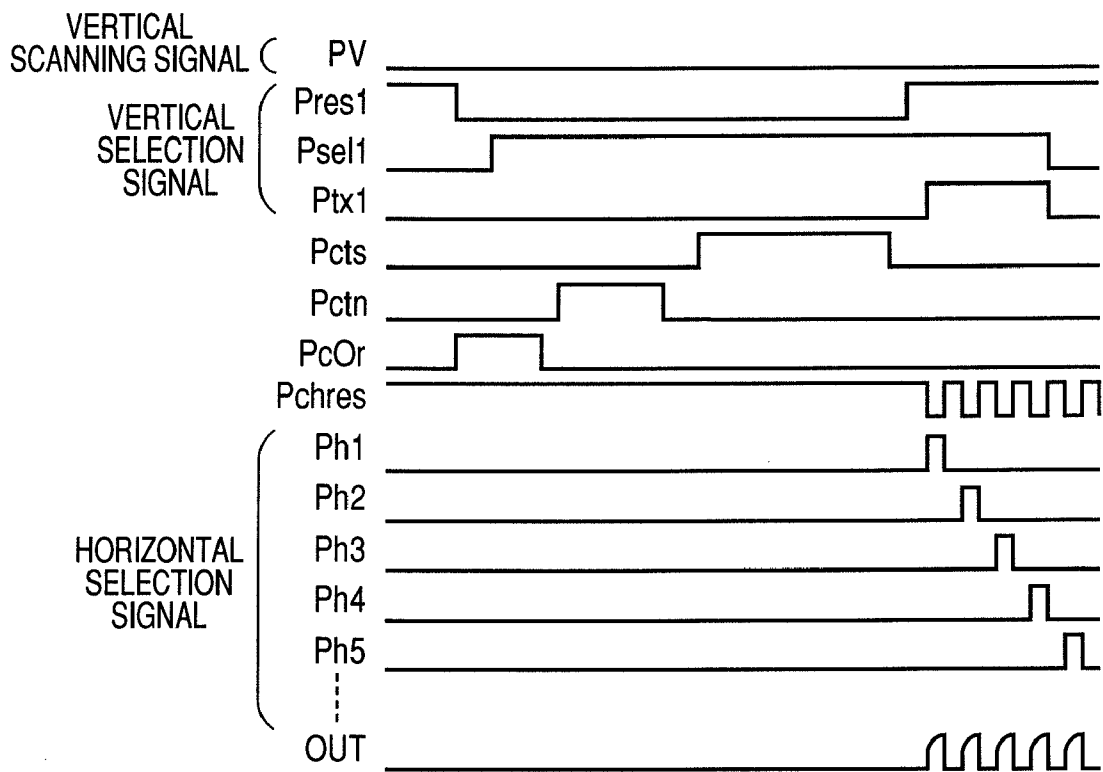 VERTICAL
SCANNING SIGNAL
PV
VERTICAL
SELECTION
SIGNAL
Pres1
Psel1
Ptx1
Pcts
Pctn
PcOr
Pchres
HORIZONTAL
SELECTION
SIGNAL
Ph1
Ph2
Ph3
Ph4
Ph5
OUT